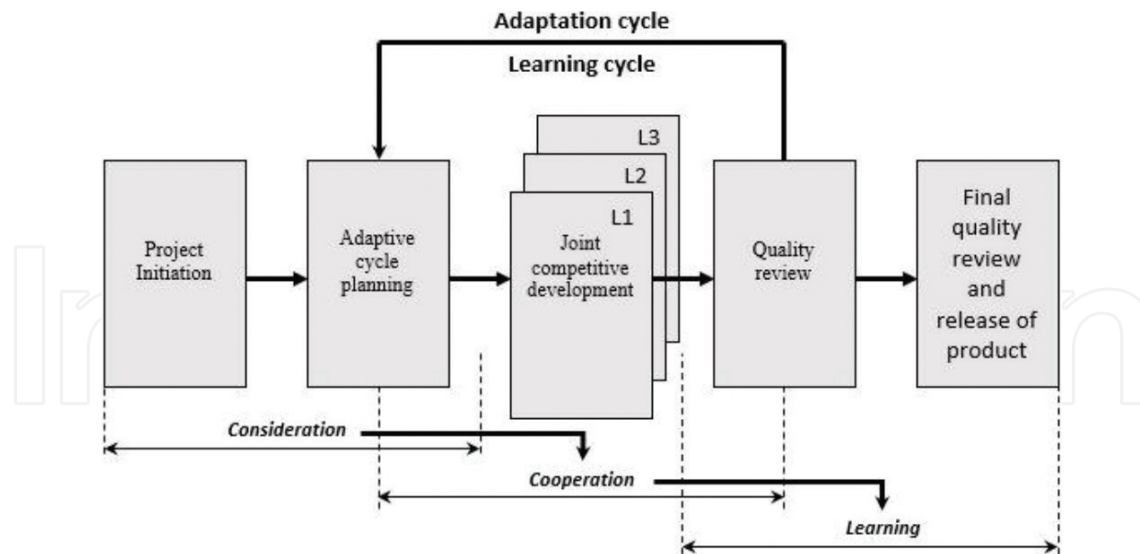 Adaptation cycle
Learning cycle
Project
Initiation
Adaptive
cycle
planning
L3
L2
L1
Joint
competitive
development
Quality
review
Final
quality
review
and
release of
product
Consideration
Cooperation
Learning